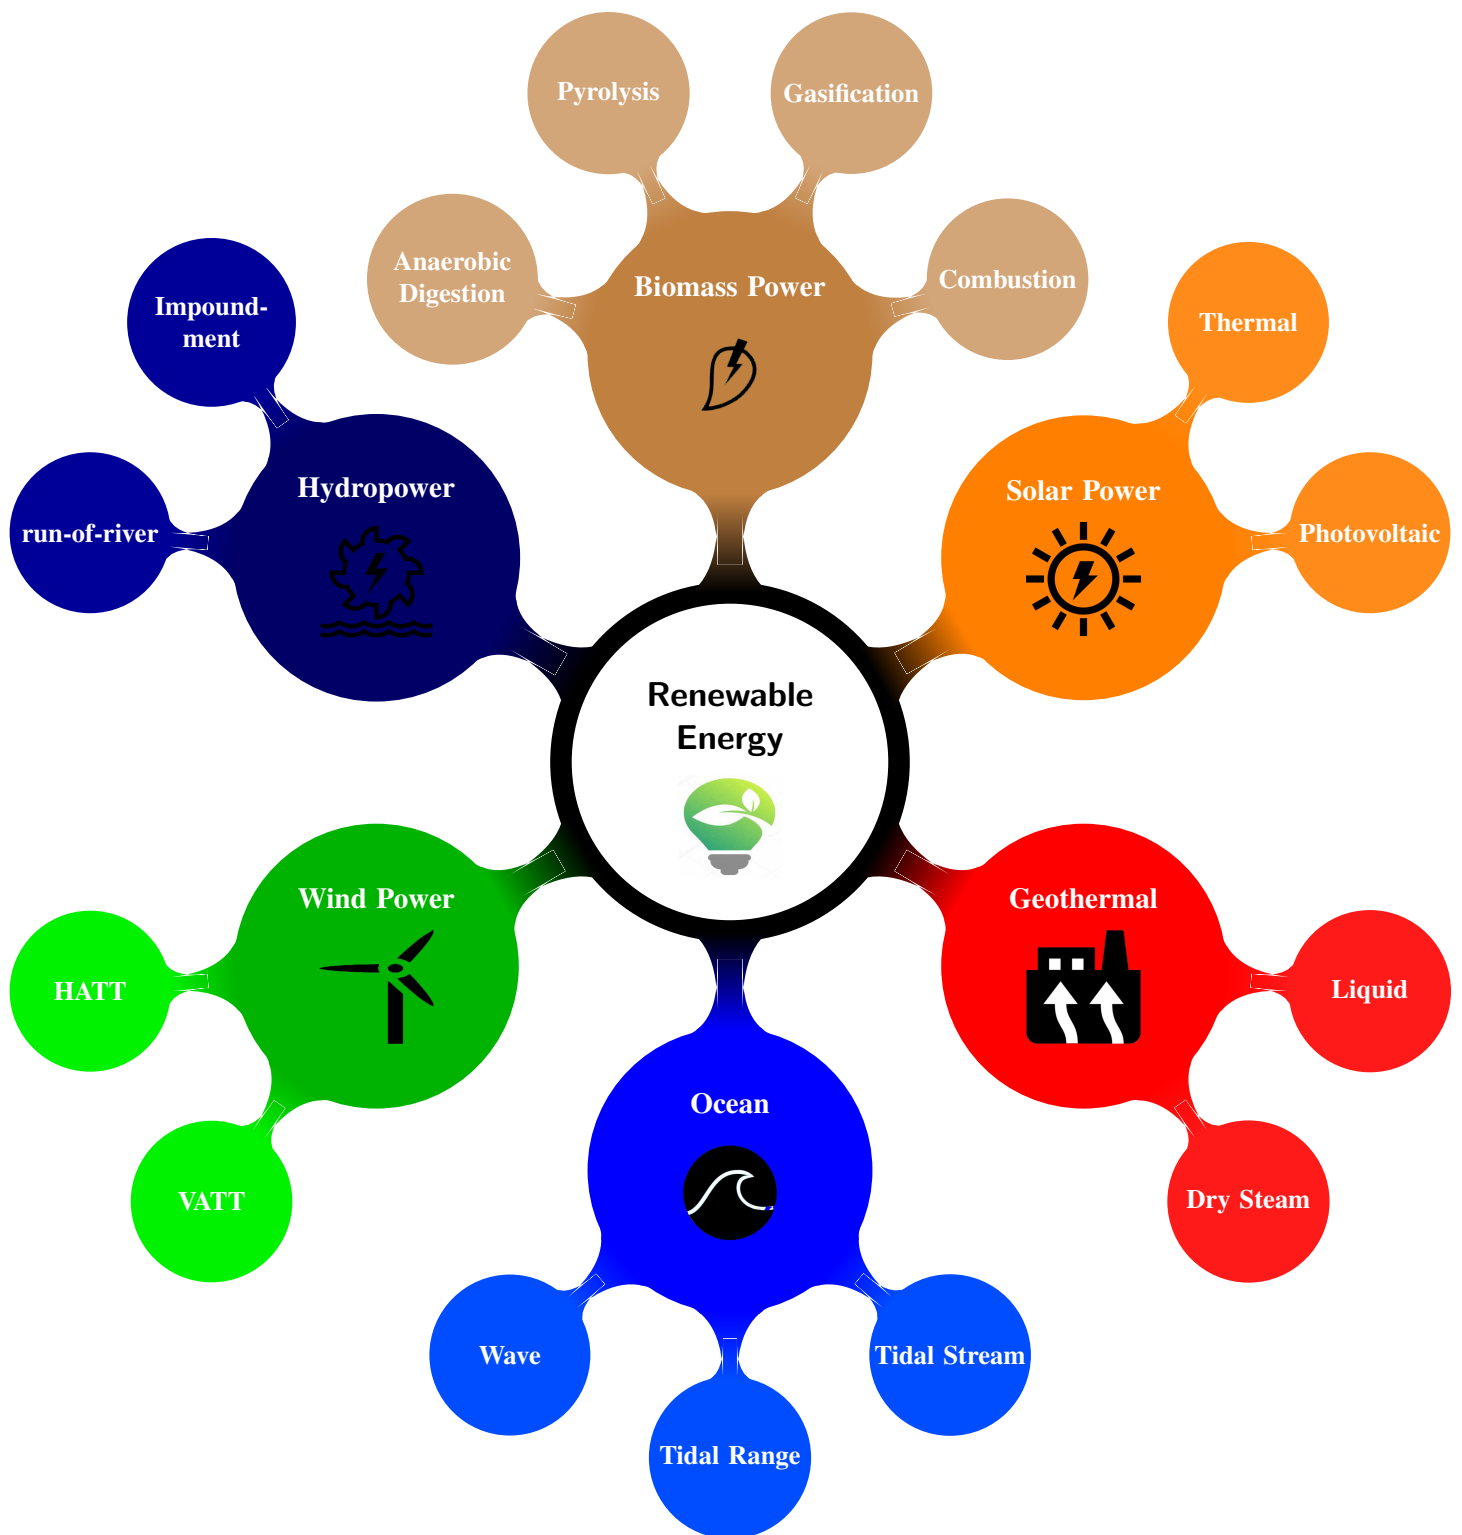 Pyrolysis
Gasification
Anaerobic
Digestion
Biomass Power
Combustion
Impound-
ment
Thermal
Hydropower
Solar Power
run-of-river
Photovoltaic
Renewable
Energy
Wind Power
Geothermal
HATT
Liquid
Ocean
VATT
Dry Steam
Wave
Tidal Stream
Tidal Range